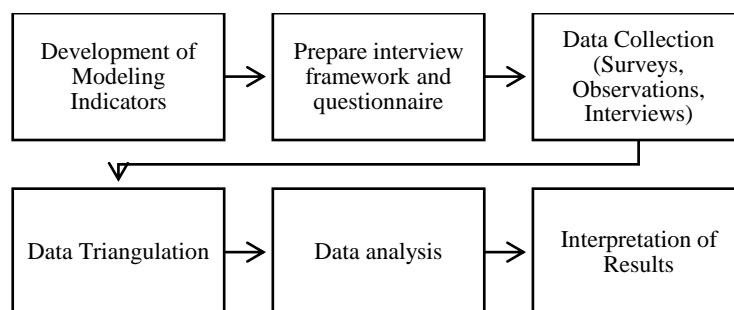 Development of
Modeling
Indicators
Prepare interview
framework and
questionnaire
Data Collection
(Surveys,
Observations,
Interviews)
Data Triangulation
Data analysis
Interpretation of
Results